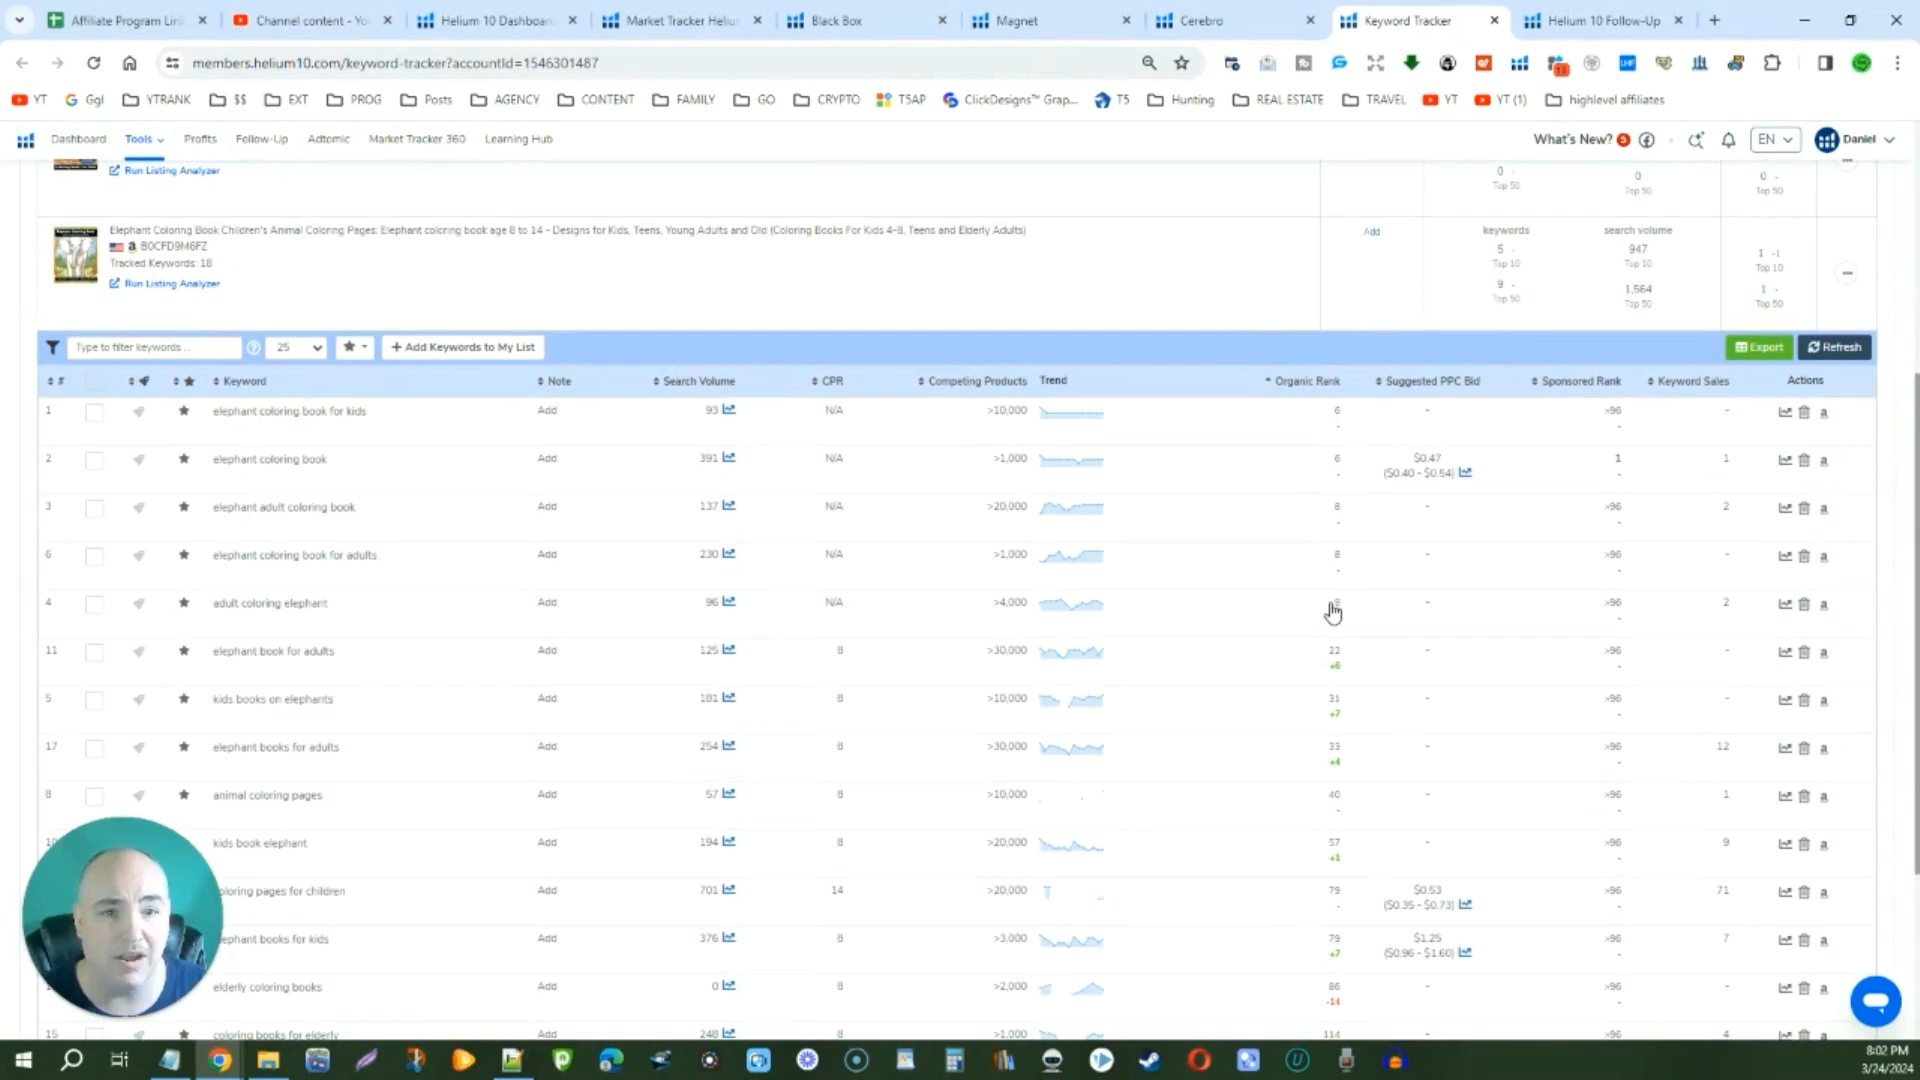 Affiliate Program Link
Channel content - Yo
Helium 10 Dashboard
Market Tracker Helium
Black Box
Magnet
Cerebro
Keyword Tracker
Helium 10 Follow-Up
members.helium10.com/keyword-tracker?accountId=1546301487
YT
Ggl
YTRANK
$$
EXT
PROG
Posts
AGENCY
CONTENT
FAMILY
GO
CRYPTO
T5AP
ClickDesigns™ Grap...
T5
Hunting
REAL ESTATE
TRAVEL
YT
YT (1)
highlevel affiliates
Dashboard
Tools
Profits
Follow-Up
Adtomic
Market Tracker 360
Learning Hub
What's New? 3
EN
Daniel
Run Listing Analyzer
0 -
Top 50
0
Top 50
0 -
Top 50
Elephant Coloring Book Children's Animal Coloring Pages: Elephant coloring book age 8 to 14 - Designs for Kids, Teens, Young Adults and Old (Coloring Books For Kids 4-8, Teens and Elderly Adults)
B0CFD9M6FZ
Tracked Keywords: 18
Run Listing Analyzer
Add
keywords
search volume
5 -
Top 10
947
Top 10
1 -1
Top 10
9 -
Top 50
1,564
Top 50
1 -
Top 50
Type to filter keywords ...
25
+ Add Keywords to My List
Export
Refresh
# Keyword Note Search Volume CPR Competing Products Trend Organic Rank Suggested PPC Bid Sponsored Rank Keyword Sales Actions
1 elephant coloring book for kids Add 93 N/A >10,000 6 - >96 -
- -
2 elephant coloring book Add 391 N/A >1,000 6 $0.47 1 1
- ($0.40 - $0.54) -
3 elephant adult coloring book Add 137 N/A >20,000 8 - >96 2
- -
6 elephant coloring book for adults Add 230 N/A >1,000 8 - >96 -
- -
4 adult coloring elephant Add 96 N/A >4,000 - >96 2
-
11 elephant book for adults Add 125 8 >30,000 22 - >96 -
+6 -
5 kids books on elephants Add 181 8 >10,000 31 - >96 -
+7 -
17 elephant books for adults Add 254 8 >30,000 33 - >96 12
+4 -
8 animal coloring pages Add 57 8 >10,000 40 - >96 1
- -
kids book elephant Add 194 8 >20,000 57 - >96 9
+1 -
oloring pages for children Add 701 14 >20,000 79 $0.53 >96 71
- ($0.35 - $0.73) -
ephant books for kids Add 376 8 >3,000 79 $1.25 >96 7
+7 ($0.96 - $1.60) -
elderly coloring books Add 0 8 >2,000 86 - >96 -
-14 -
15 coloring books for elderly Add 248 8 >1,000 114 - >96 4
8:02 PM
3/24/2024